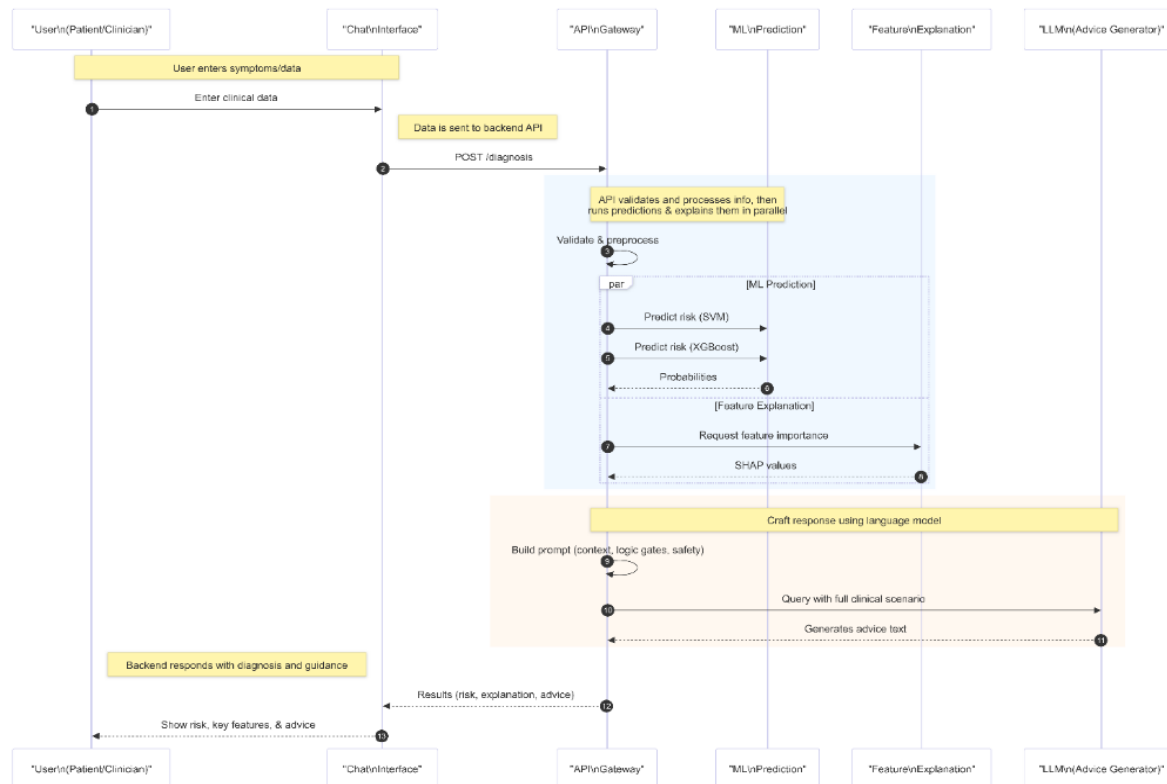 "User\n(Patient/Clinician)"
"Chat\nInterface"
"API\nGateway"
"ML\nPrediction"
"Feature\nExplanation"
"LLM\n(Advice Generator)"
User enters symptoms/data
Enter clinical data
1
Data is sent to backend API
POST /diagnosis
2
API validates and processes info, then
runs predictions & explains them in parallel
Validate & preprocess
3
par
[ML Prediction]
Predict risk (SVM)
4
Predict risk (XGBoost)
5
Probabilities
6
[Feature Explanation]
Request feature importance
7
SHAP values
8
Craft response using language model
Build prompt (context, logic gates, safety)
9
Query with full clinical scenario
10
Generates advice text
11
Backend responds with diagnosis and guidance
Results (risk, explanation, advice)
12
Show risk, key features, & advice
13
"User\n(Patient/Clinician)"
"Chat\nInterface"
"API\nGateway"
"ML\nPrediction"
"Feature\nExplanation"
"LLM\n(Advice Generator)"